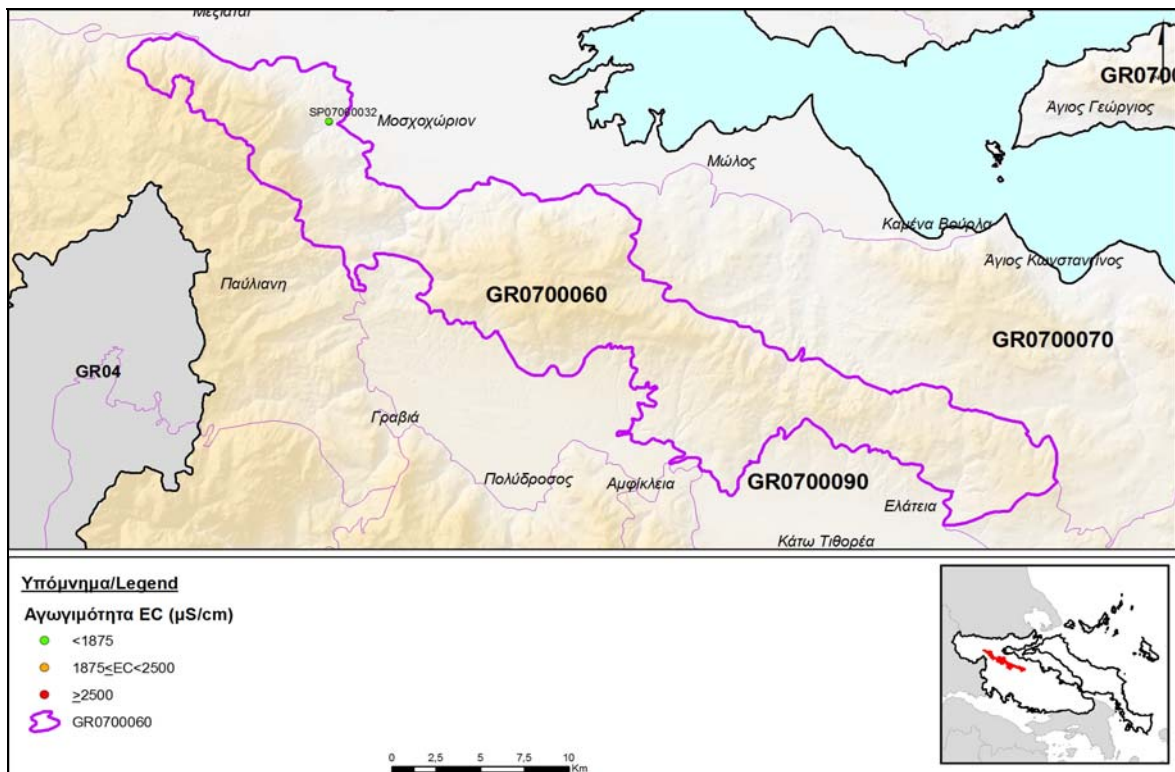 Μεξιάται
GR0700
Άγιος Γεώργιος
SP07060032
Μοσχοχώριον
Μώλος
Καμένα Βούρλα
Άγιος Κωνσταντίνος
Παύλιανη
GR0700060
GR0700070
GR04
Γραβιά
Πολύδροσος
Αμφίκλεια
GR0700090
Ελάτεια
Κάτω Τιθορέα
Υπόμνημα/Legend
Αγωγιμότητα EC (μS/cm)
<1875
1875≤EC<2500
≥2500
GR0700060
0 2,5 5 7,5 10
Km